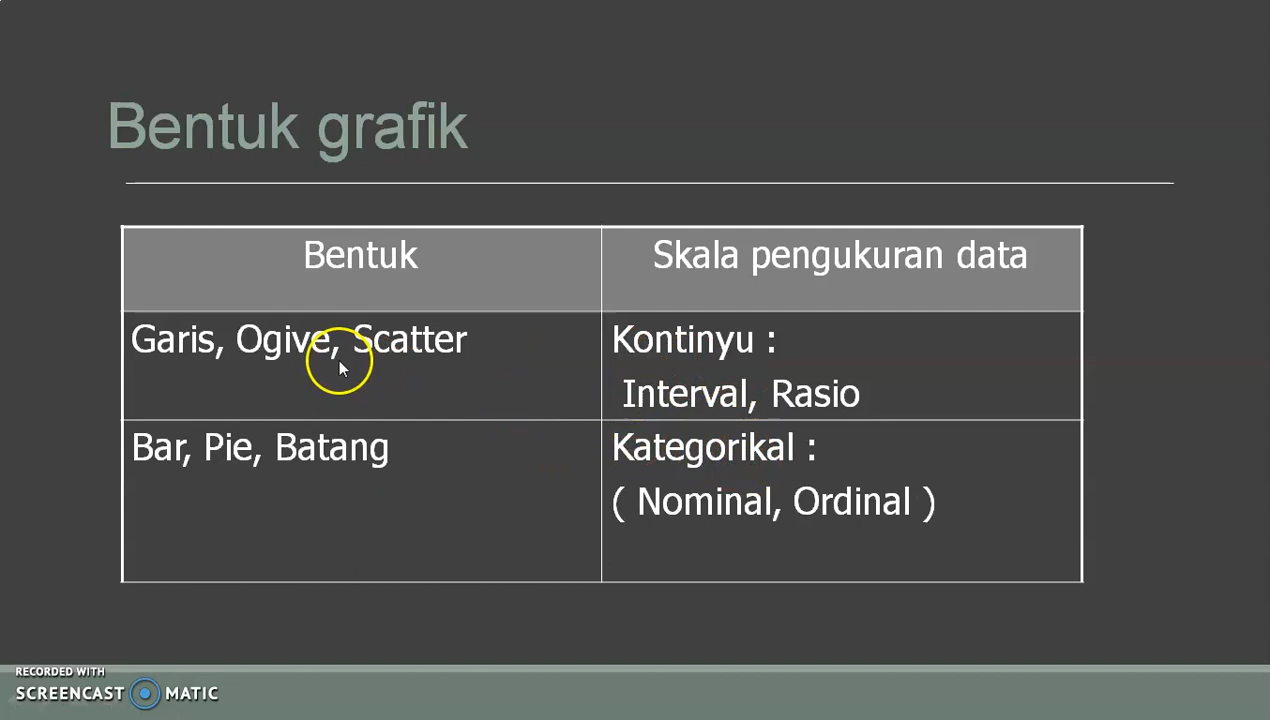 Bentuk grafik
Bentuk
Skala pengukuran data
Garis, Ogive, Scatter
Kontinyu :
Interval, Rasio
Bar, Pie, Batang
Kategorikal :
( Nominal, Ordinal )
RECORDED WITH
SCREENCAST MATIC